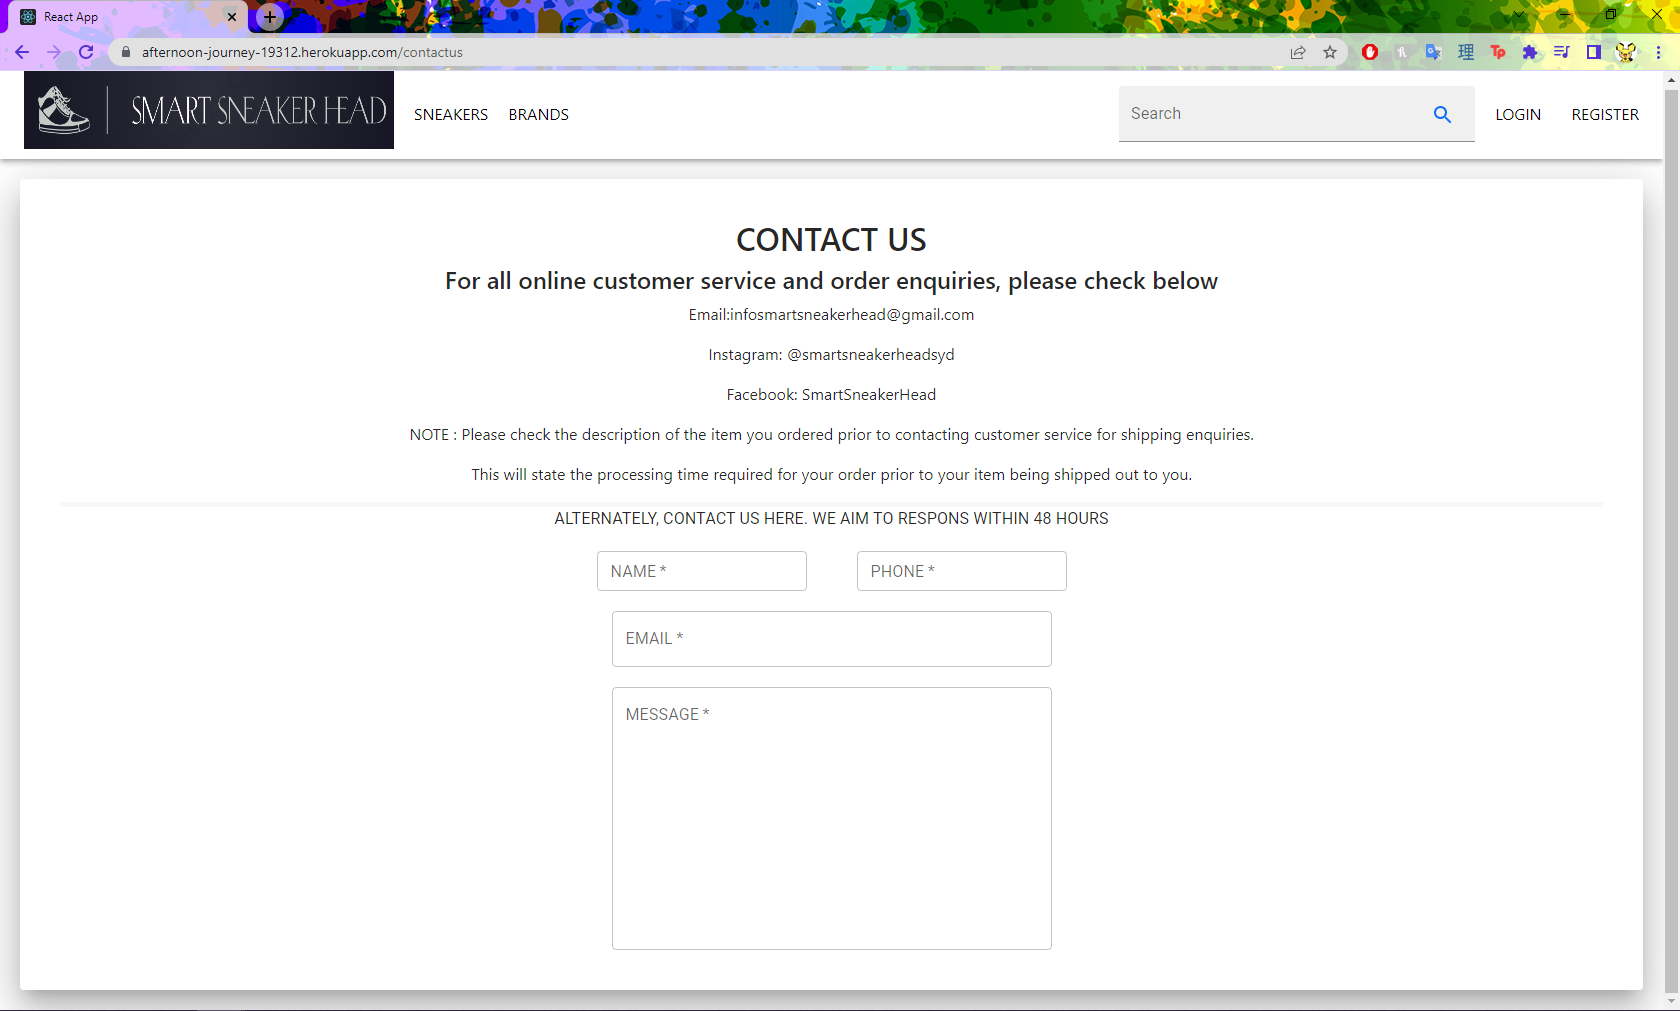 React App
afternoon-journey-19312.herokuapp.com/contactus
SMART SNEAKER HEAD
SNEAKERS
BRANDS
Search
LOGIN
REGISTER
CONTACT US
For all online customer service and order enquiries, please check below
Email:infosmartsneakerhead@gmail.com
Instagram: @smartsneakerheadsyd
Facebook: SmartSneakerHead
NOTE : Please check the description of the item you ordered prior to contacting customer service for shipping enquiries.
This will state the processing time required for your order prior to your item being shipped out to you.
ALTERNATELY, CONTACT US HERE. WE AIM TO RESPONS WITHIN 48 HOURS
NAME *
PHONE *
EMAIL *
MESSAGE *